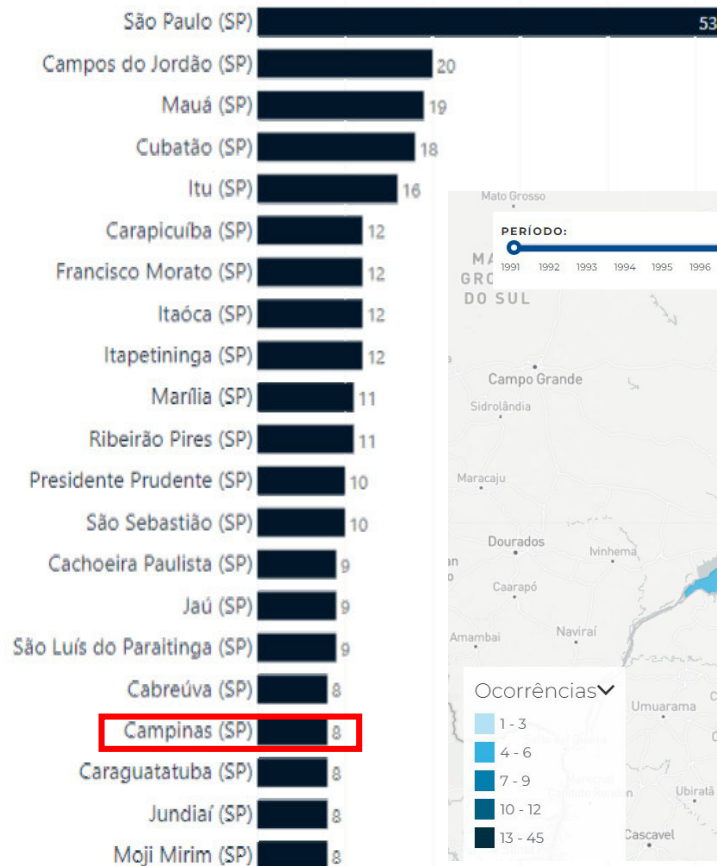 São Paulo (SP) 53
Campos do Jordão (SP) 20
Mauá (SP) 19
Cubatão (SP) 18
Itu (SP) 16
Carapicuíba (SP) 12
Francisco Morato (SP) 12
Itaóca (SP) 12
Itapetininga (SP) 12
Marília (SP) 11
Ribeirão Pires (SP) 11
Presidente Prudente (SP) 10
São Sebastião (SP) 10
Cachoeira Paulista (SP) 9
Jaú (SP) 9
São Luís do Paraitinga (SP) 9
Cabreúva (SP) 8
Campinas (SP) 8
Caraguatatuba (SP) 8
Jundiaí (SP) 8
Moji Mirim (SP) 8
Mato Grosso
PERÍODO:
1991 1992 1993 1994 1995 1996
DO SUL
Campo Grande
Sidrolândia
Maracaju
Dourados
Ivinhema
Caarapó
Amambai
Naviraí
Ocorrências
1 - 3
4 - 6
7 - 9
10 - 12
13 - 45
Umuarama
Ubiratã
Cascavel